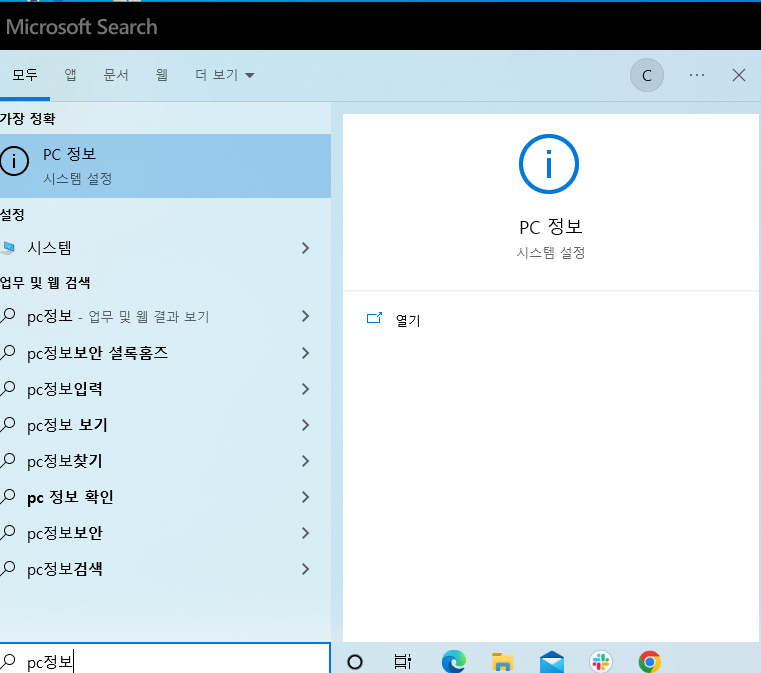 Microsoft Search
모두 앱 문서 웹 더 보기 C
가장 정확
PC 정보
시스템 설정
설정
시스템
업무 및 웹 검색
pc정보 - 업무 및 웹 결과 보기
pc정보보안 셜록홈즈
pc정보입력
pc정보 보기
pc정보찾기
pc 정보 확인
pc정보보안
pc정보검색
pc정보
PC 정보
시스템 설정
열기